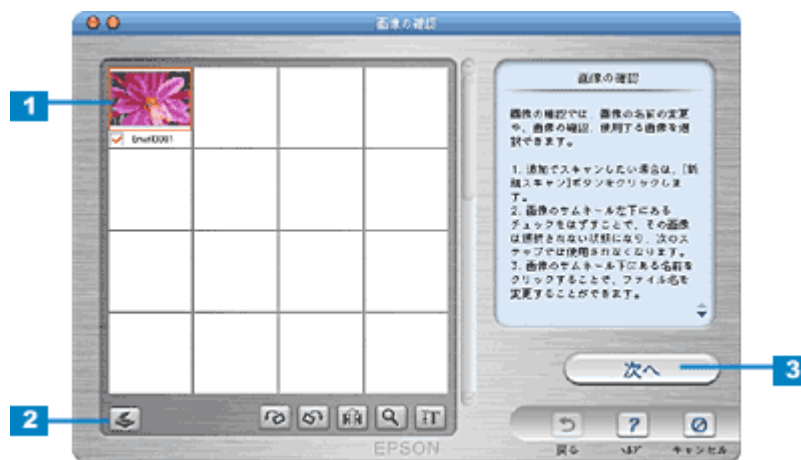 画像の確認
1
画像の確認
画像の確認では、画像の名前の変更
や、画像の確認、使用する画像を選
択できます。
1. 追加でスキャンしたい場合は、[新
規スキャン]ボタンをクリックしま
す。
2. 画像のサムネール左下にある
チェックをはずすことで、その画像
は選択されない状態になり、次のス
テップでは使用されなくなります。
3. 画像のサムネール下にある名前を
クリックすることで、ファイル名を
変更することができます。
次へ
3
2
EPSON
戻る
ヘルプ
キャンセル